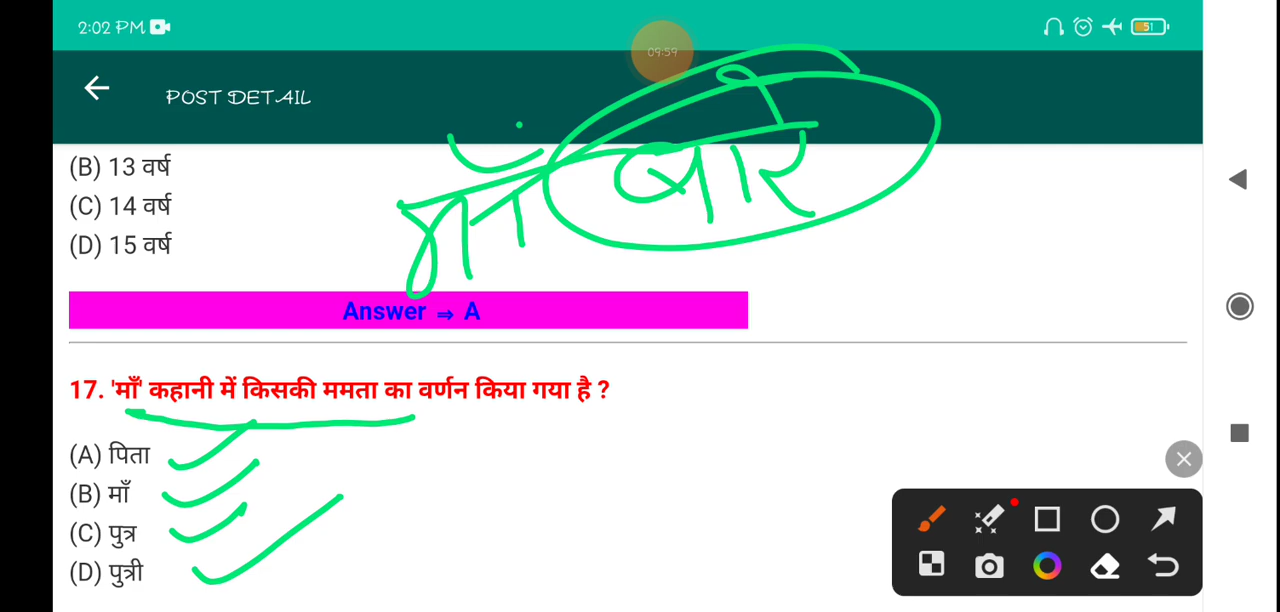 2:02 PM
51
09:59
POST DETAIL
(B) 13 वर्ष
(C) 14 वर्ष
(D) 15 वर्ष
Answer ⇒ A
17. 'माँ' कहानी में किसकी ममता का वर्णन किया गया है ?
(A) पिता
(B) माँ
(C) पुत्र
(D) पुत्री